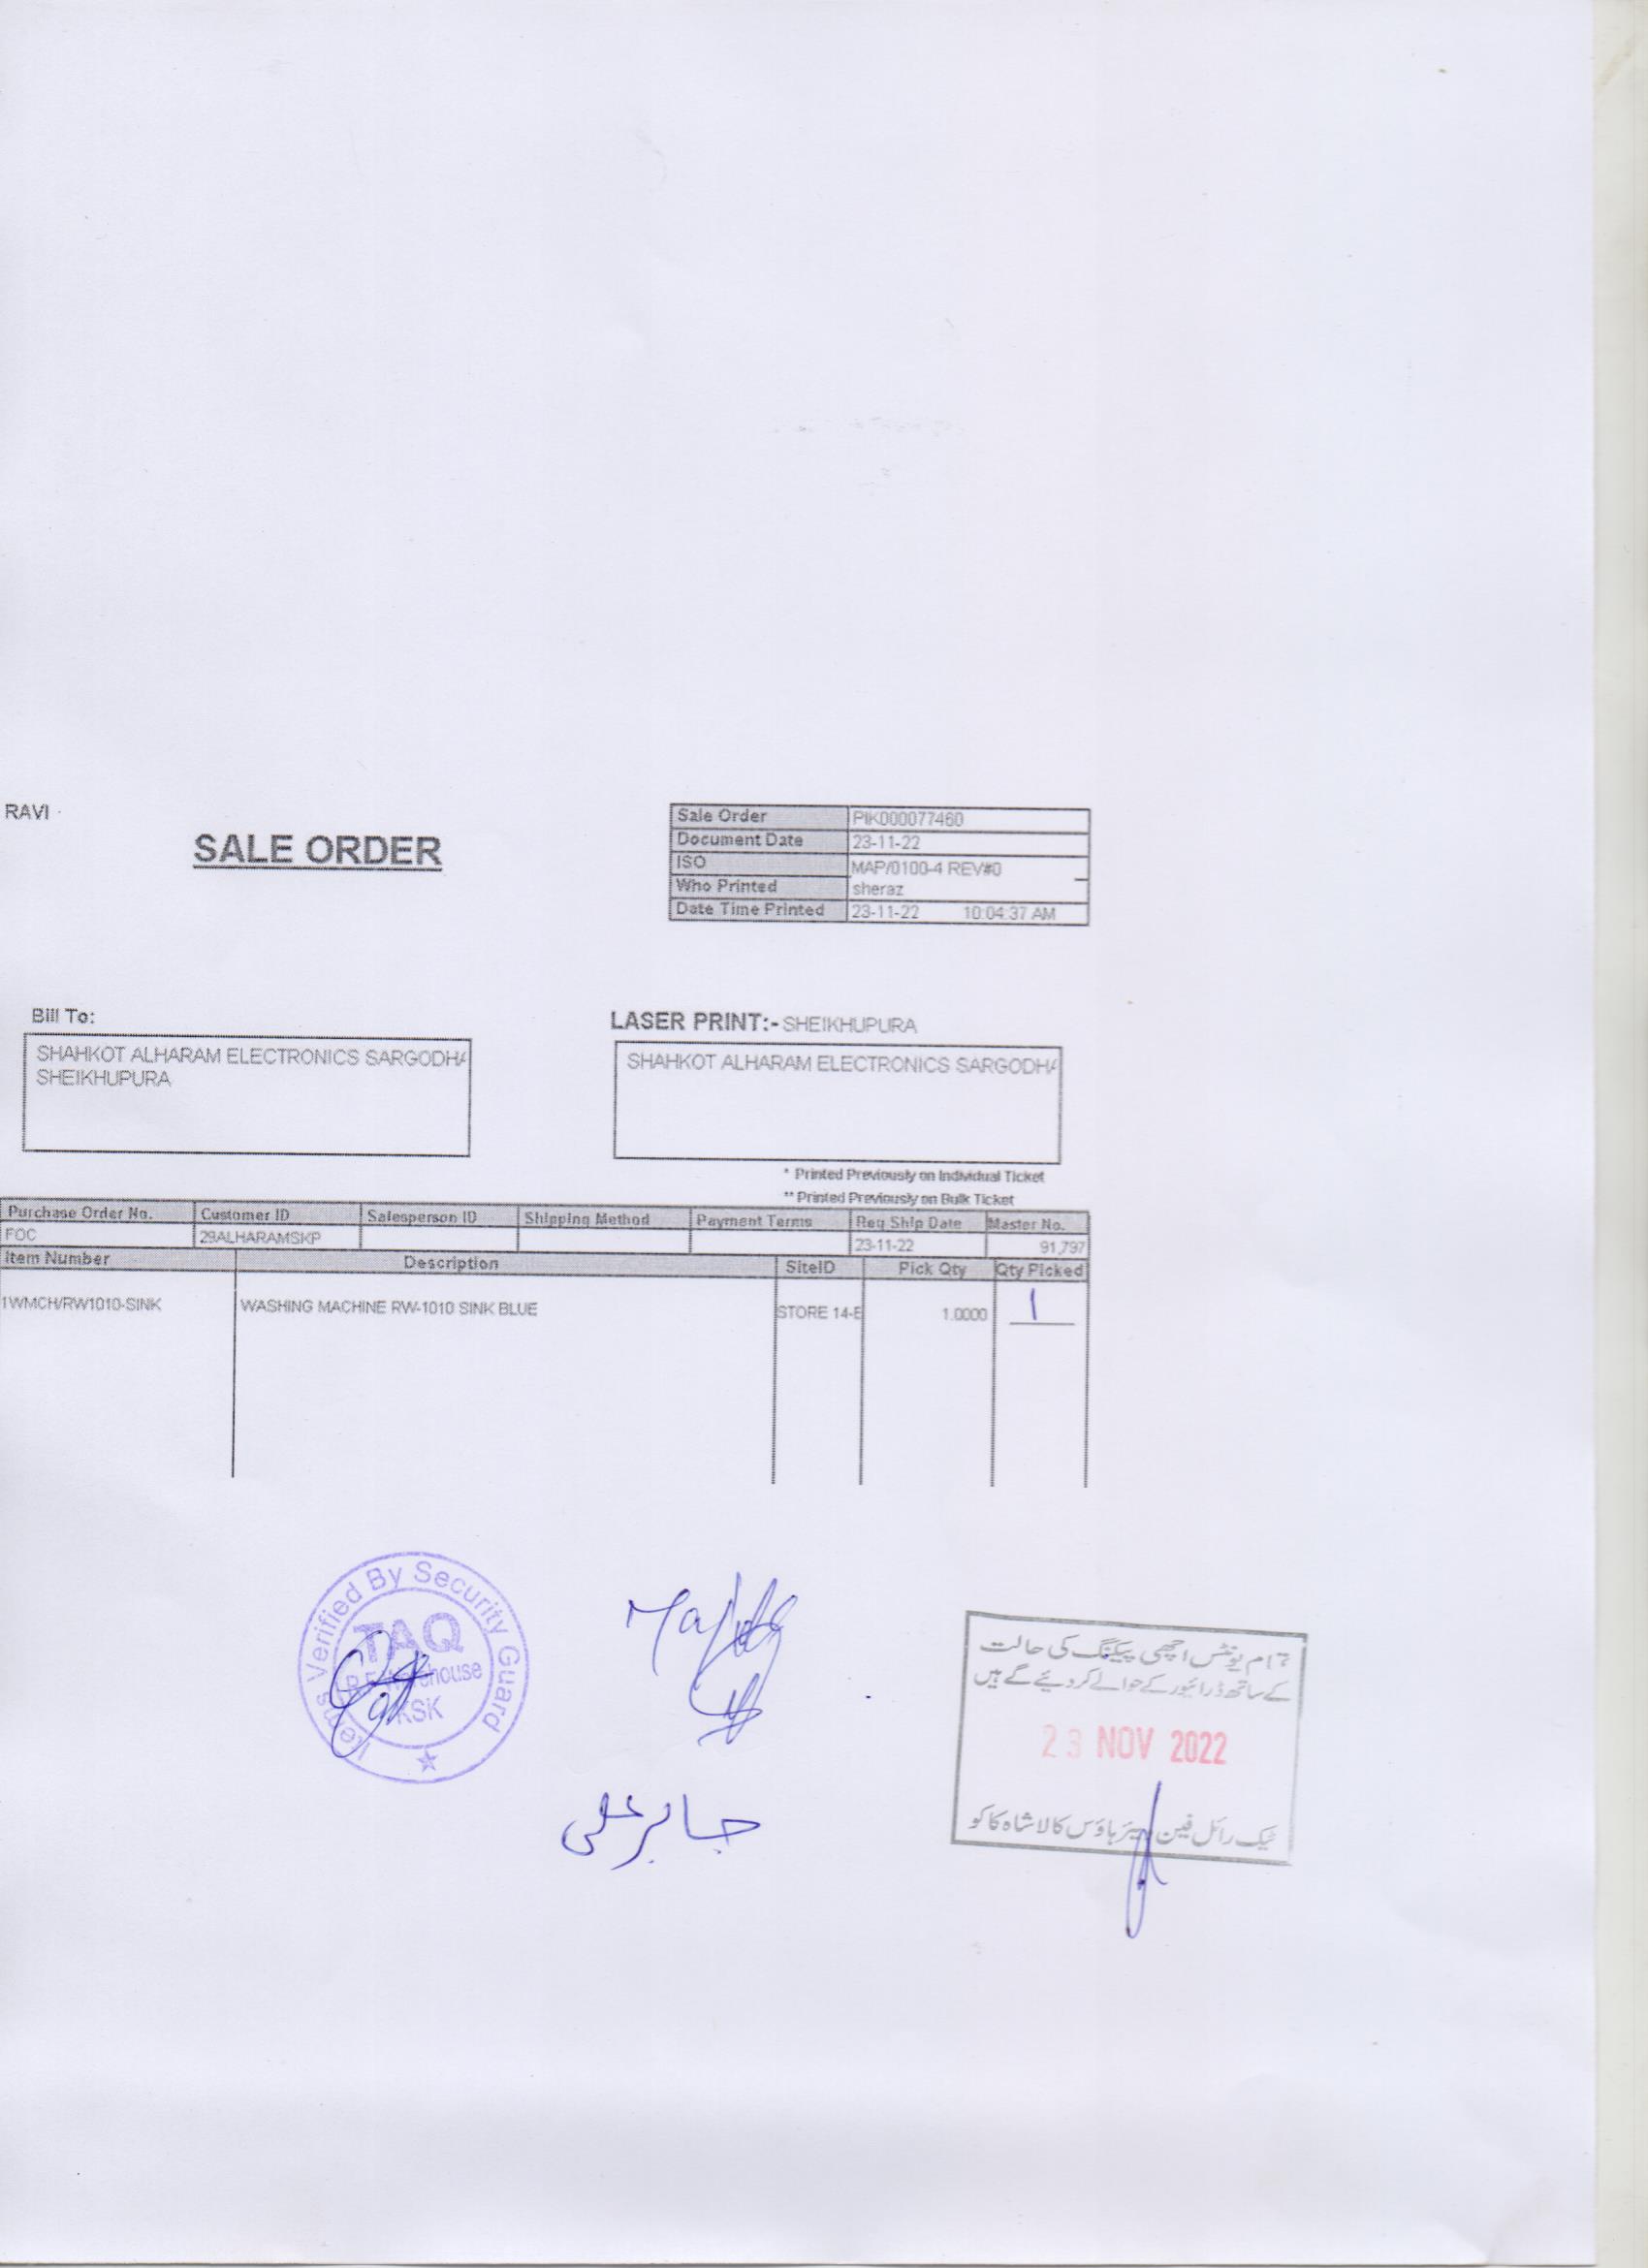 RAVI
SALE ORDER
Sale Order PIK000077460
Document Date 23-11-22
ISO MAP/0100-4 REV#0
Who Printed sheraz
Date Time Printed 23-11-22 10:04:37 AM
Bill To:
SHAHKOT ALHARAM ELECTRONICS SARGODHA
SHEIKHUPURA
LASER PRINT:- SHEIKHUPURA
SHAHKOT ALHARAM ELECTRONICS SARGODHA
* Printed Previously on Individual Ticket
** Printed Previously on Bulk Ticket
Purchase Order No. Customer ID Salesperson ID Shipping Method Payment Terms Req Ship Date Master No.
FOC 29ALHARAMSKP 23-11-22 91,797
Item Number Description SiteID Pick Qty Qty Picked
1WMCH/RW1010-SINK WASHING MACHINE RW-1010 SINK BLUE STORE 14-E 1.0000 1
Items Verified By Security Guard
TAQ
KSK
جابر علی
تمام یونٹس اچھی پیکنگ کی حالت
کے ساتھ ڈرائیور کے حوالے کر دئیے گے ہیں
23 NOV 2022
ٹیک رائل فین ویئر ہاؤس کالا شاہ کاکو